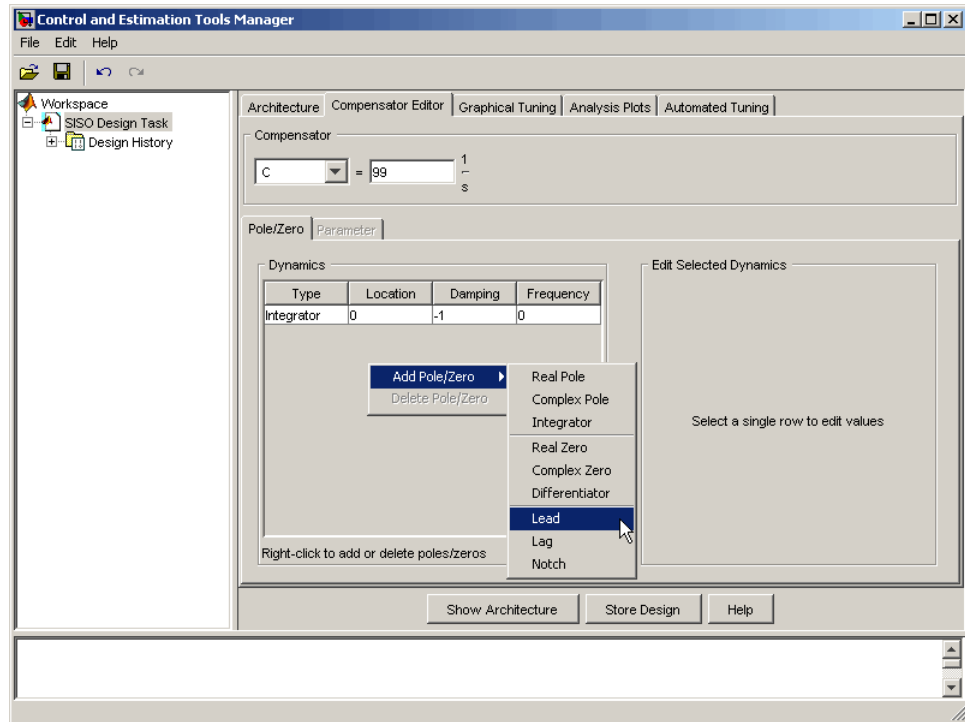 Control and Estimation Tools Manager
File Edit Help
Workspace
SISO Design Task
Design History
Architecture Compensator Editor Graphical Tuning Analysis Plots Automated Tuning
Compensator
C = 99 1
s
Pole/Zero Parameter
Dynamics
Type Location Damping Frequency
Integrator 0 -1 0
Add Pole/Zero
Delete Pole/Zero
Real Pole
Complex Pole
Integrator
Real Zero
Complex Zero
Differentiator
Lead
Lag
Notch
Right-click to add or delete poles/zeros
Edit Selected Dynamics
Select a single row to edit values
Show Architecture Store Design Help